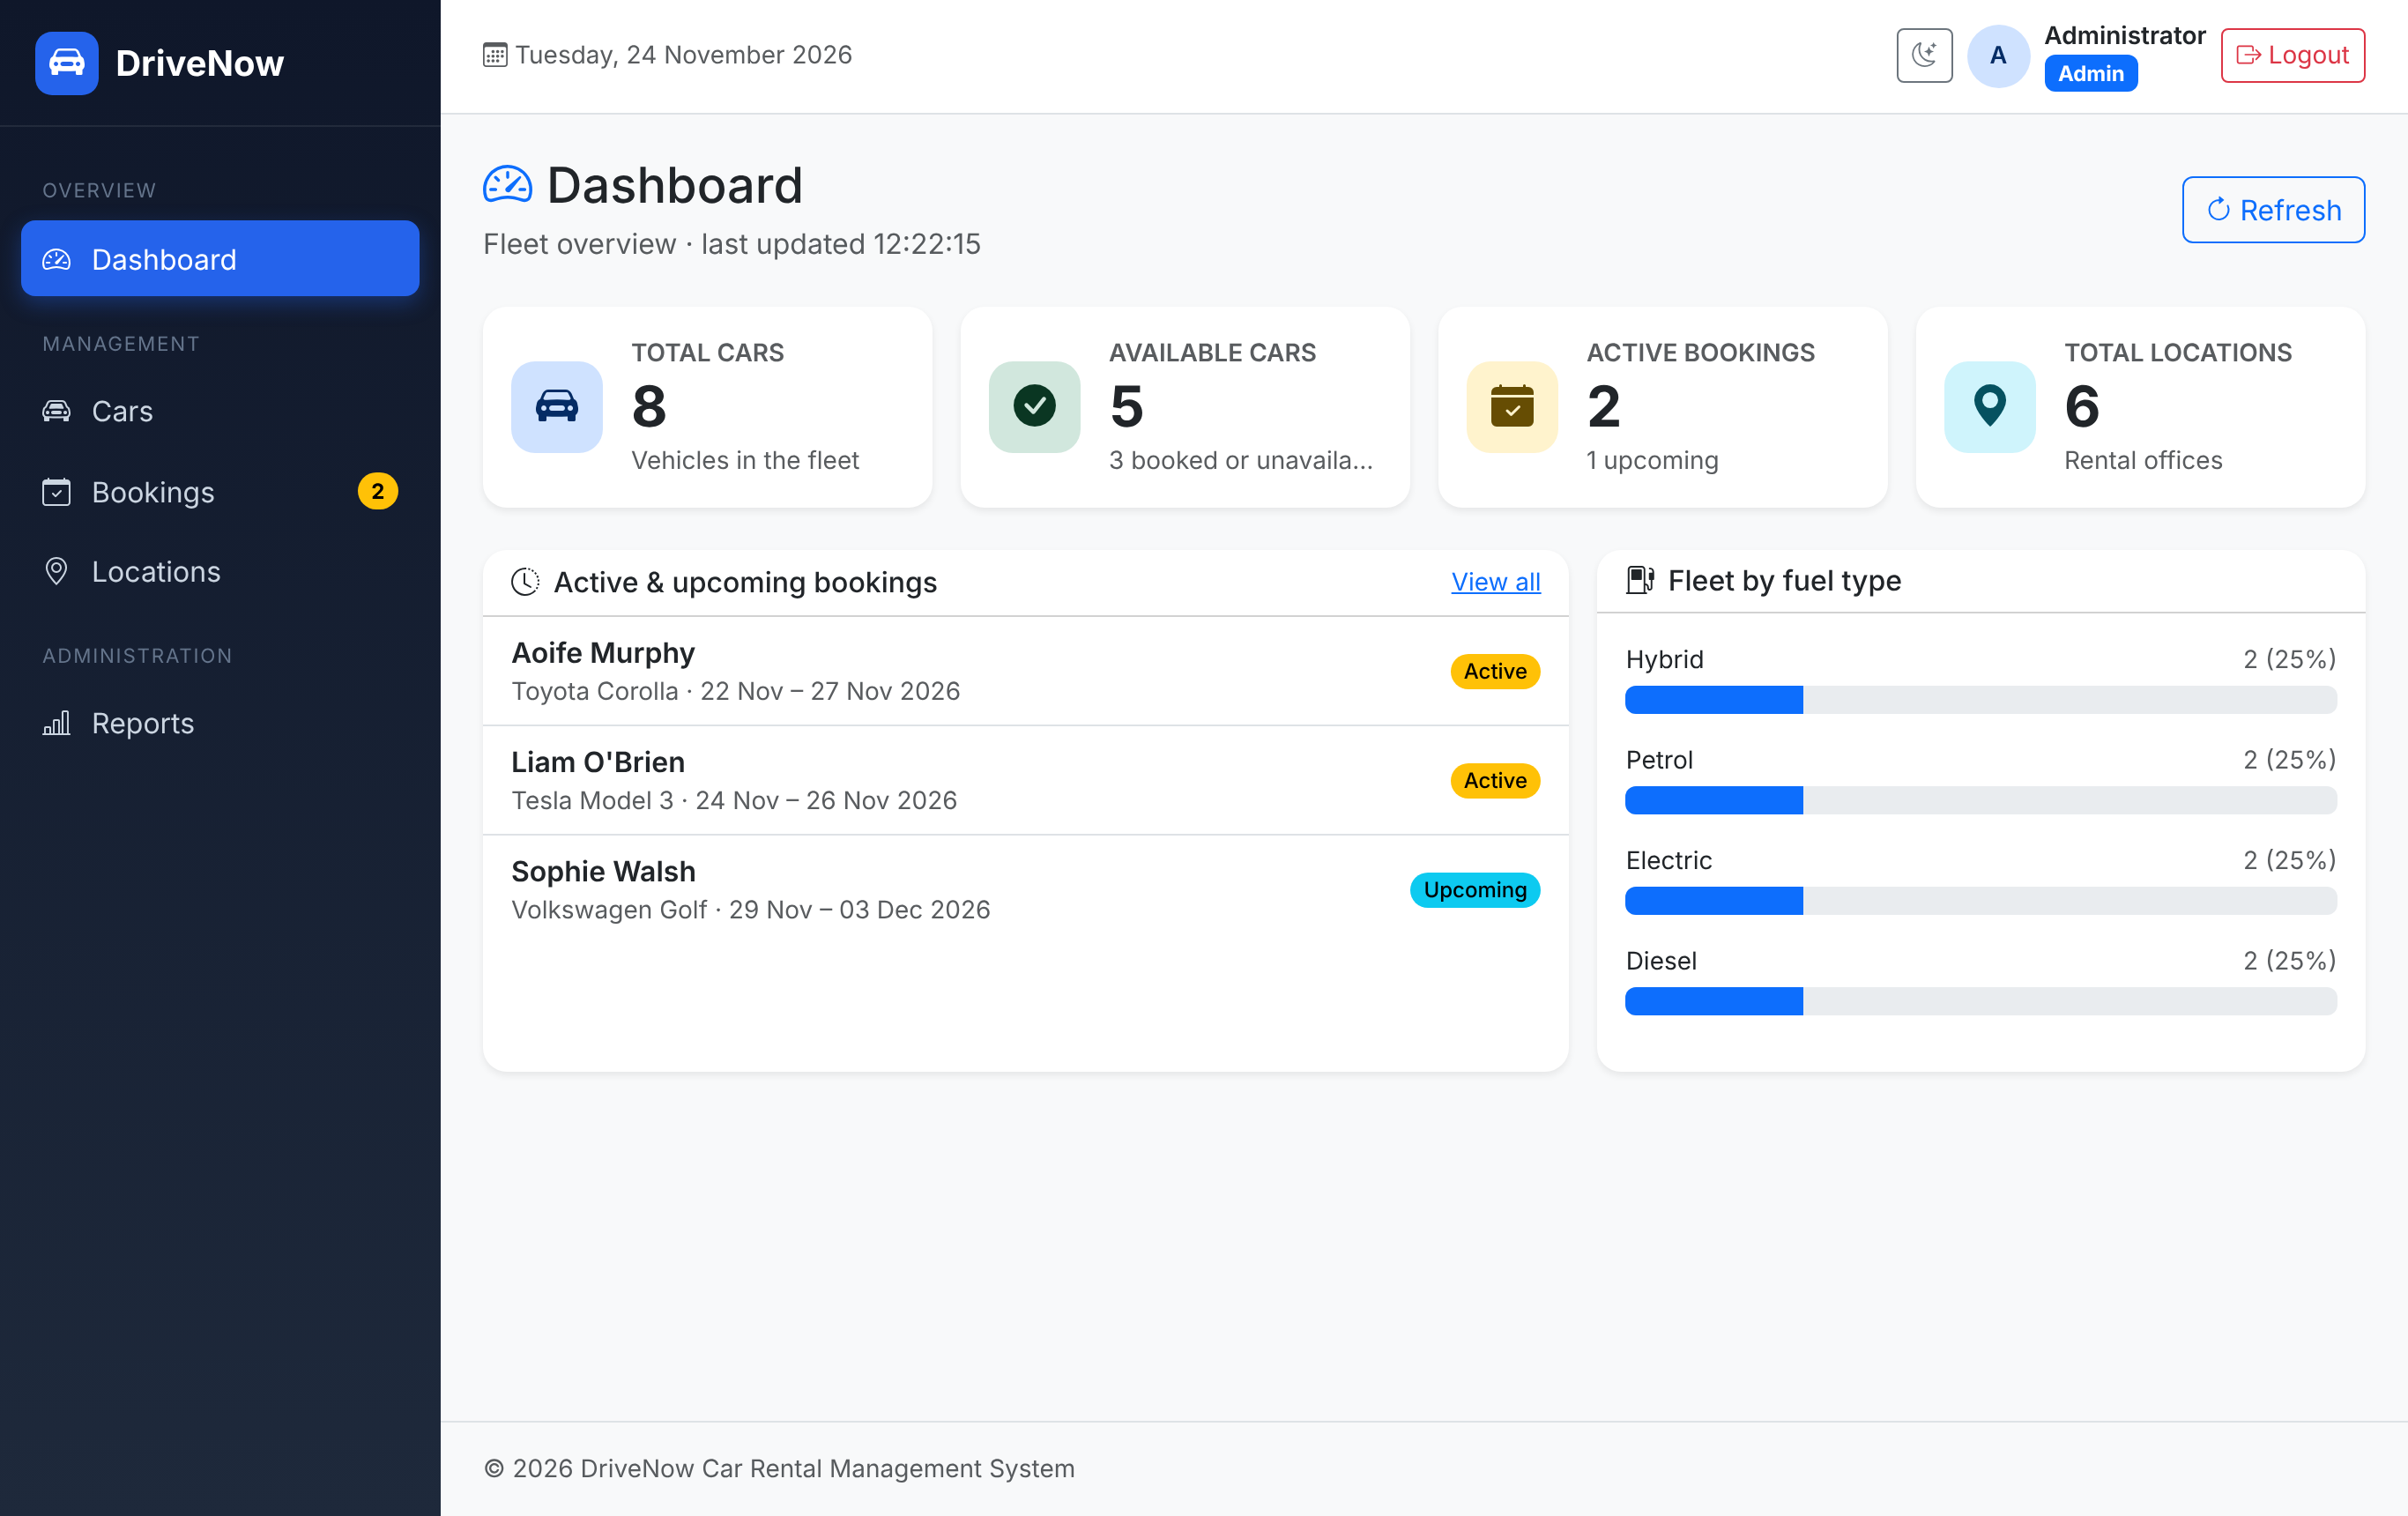 DriveNow
OVERVIEW
Dashboard
MANAGEMENT
Cars
Bookings 2
Locations
ADMINISTRATION
Reports
Tuesday, 24 November 2026
A
Administrator
Admin
Logout
Dashboard
Fleet overview · last updated 12:22:15
Refresh
TOTAL CARS
8
Vehicles in the fleet
AVAILABLE CARS
5
3 booked or unavaila...
ACTIVE BOOKINGS
2
1 upcoming
TOTAL LOCATIONS
6
Rental offices
Active & upcoming bookings View all
Aoife Murphy
Toyota Corolla · 22 Nov – 27 Nov 2026
Active
Liam O'Brien
Tesla Model 3 · 24 Nov – 26 Nov 2026
Active
Sophie Walsh
Volkswagen Golf · 29 Nov – 03 Dec 2026
Upcoming
Fleet by fuel type
Hybrid 2 (25%)
Petrol 2 (25%)
Electric 2 (25%)
Diesel 2 (25%)
© 2026 DriveNow Car Rental Management System